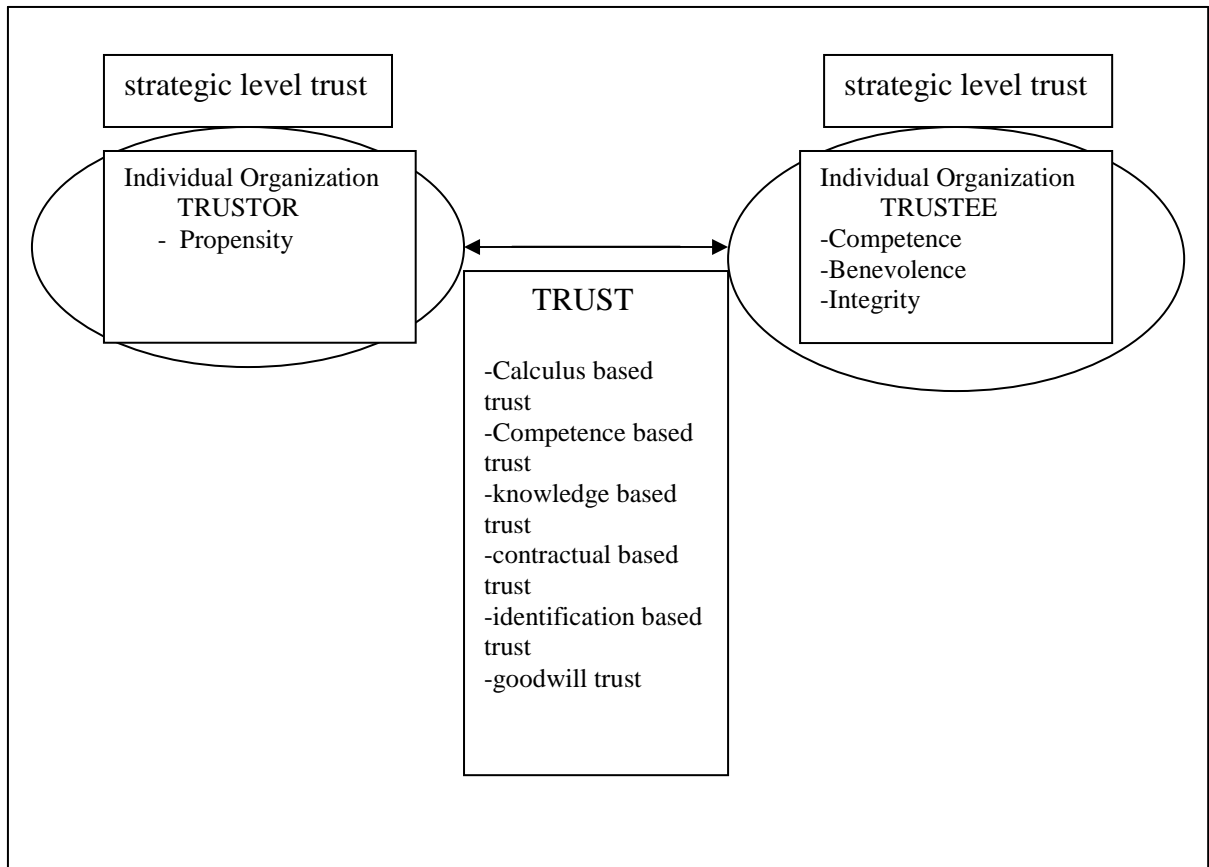 strategic level trust
Individual Organization
TRUSTOR
- Propensity
strategic level trust
Individual Organization
TRUSTEE
-Competence
-Benevolence
-Integrity
TRUST
-Calculus based
trust
-Competence based
trust
-knowledge based
trust
-contractual based
trust
-identification based
trust
-goodwill trust